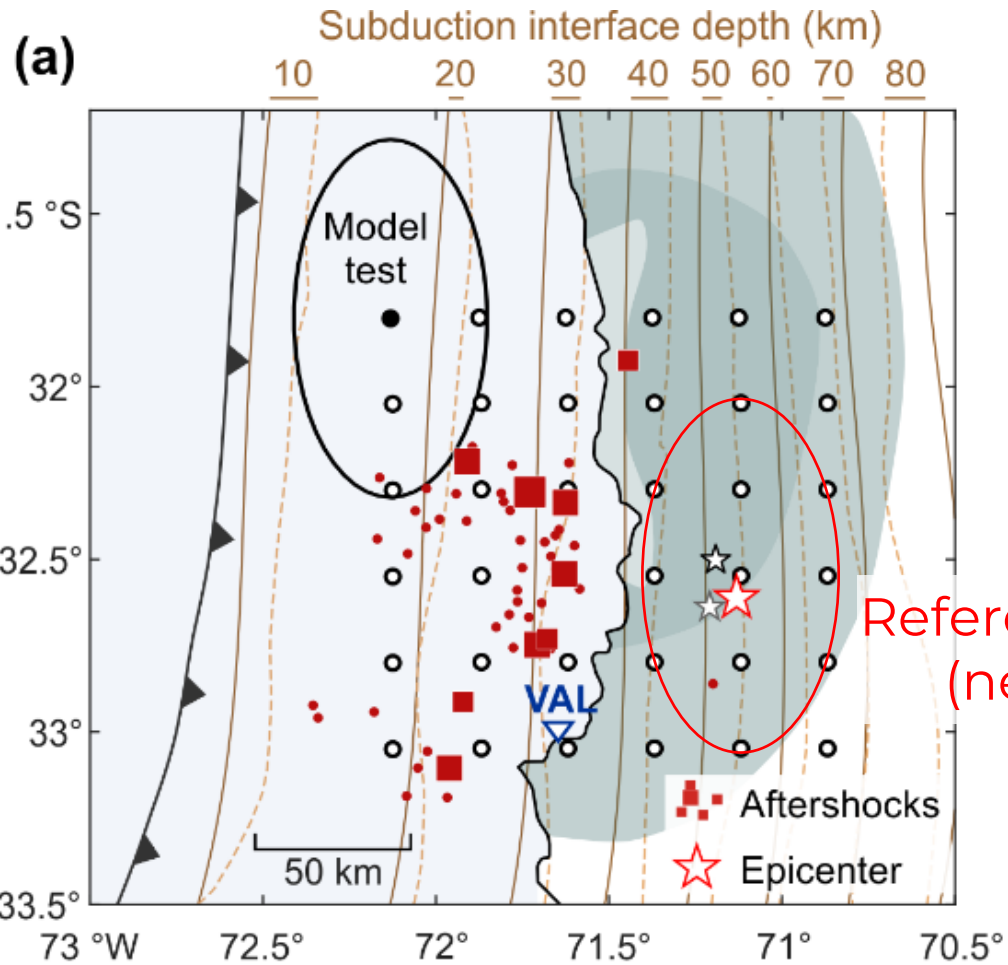 Subduction interface depth (km)
(a)
10 20 30 40 50 60 70 80
Model
test
.5 °S
32°
32.5°
33°
33.5°
VAL
Refere
(ne
Aftershocks
Epicenter
50 km
73 °W 72.5° 72° 71.5° 71° 70.5°